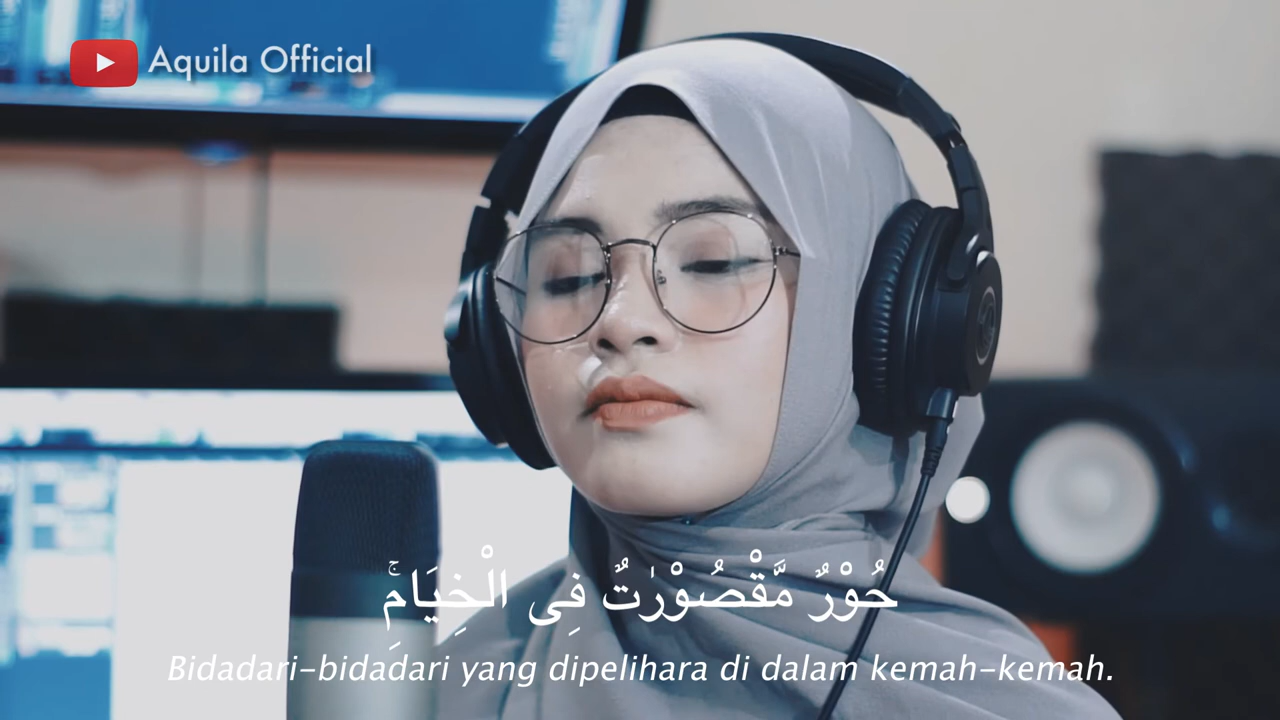 Aquila Official
حُوْرٌ مَّقْصُوْرٰتٌ فِى الْخِيَامِۚ
Bidadari-bidadari yang dipelihara di dalam kemah-kemah.